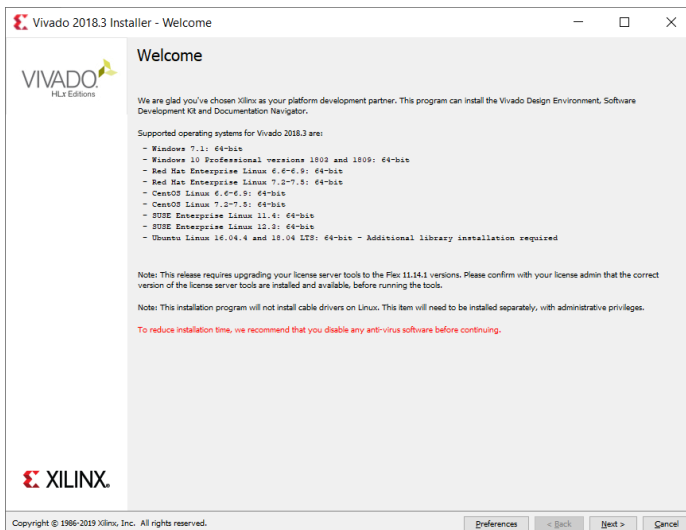 Vivado 2018.3 Installer - Welcome
VIVADO.
HLx Editions
Welcome
We are glad you've chosen Xilinx as your platform development partner. This program can install the Vivado Design Environment, Software
Development Kit and Documentation Navigator.
Supported operating systems for Vivado 2018.3 are:
- Windows 7.1: 64-bit
- Windows 10 Professional versions 1802 and 1809: 64-bit
- Red Hat Enterprise Linux 6.6-6.9: 64-bit
- Red Hat Enterprise Linux 7.2-7.5: 64-bit
- CentOS Linux 6.6-6.9: 64-bit
- CentOS Linux 7.2-7.5: 64-bit
- SUSE Enterprise Linux 11.4: 64-bit
- SUSE Enterprise Linux 12.3: 64-bit
- Ubuntu Linux 16.04.4 and 18.04 LTS: 64-bit - Additional library installation required
Note: This release requires upgrading your license server tools to the Flex 11.14.1 versions. Please confirm with your license admin that the correct
version of the license server tools are installed and available, before running the tools.
Note: This installation program will not install cable drivers on Linux. This item will need to be installed separately, with administrative privileges.
To reduce installation time, we recommend that you disable any anti-virus software before continuing.
XILINX.
Copyright © 1986-2019 Xilinx, Inc. All rights reserved.
Preferences < Back Next > Cancel